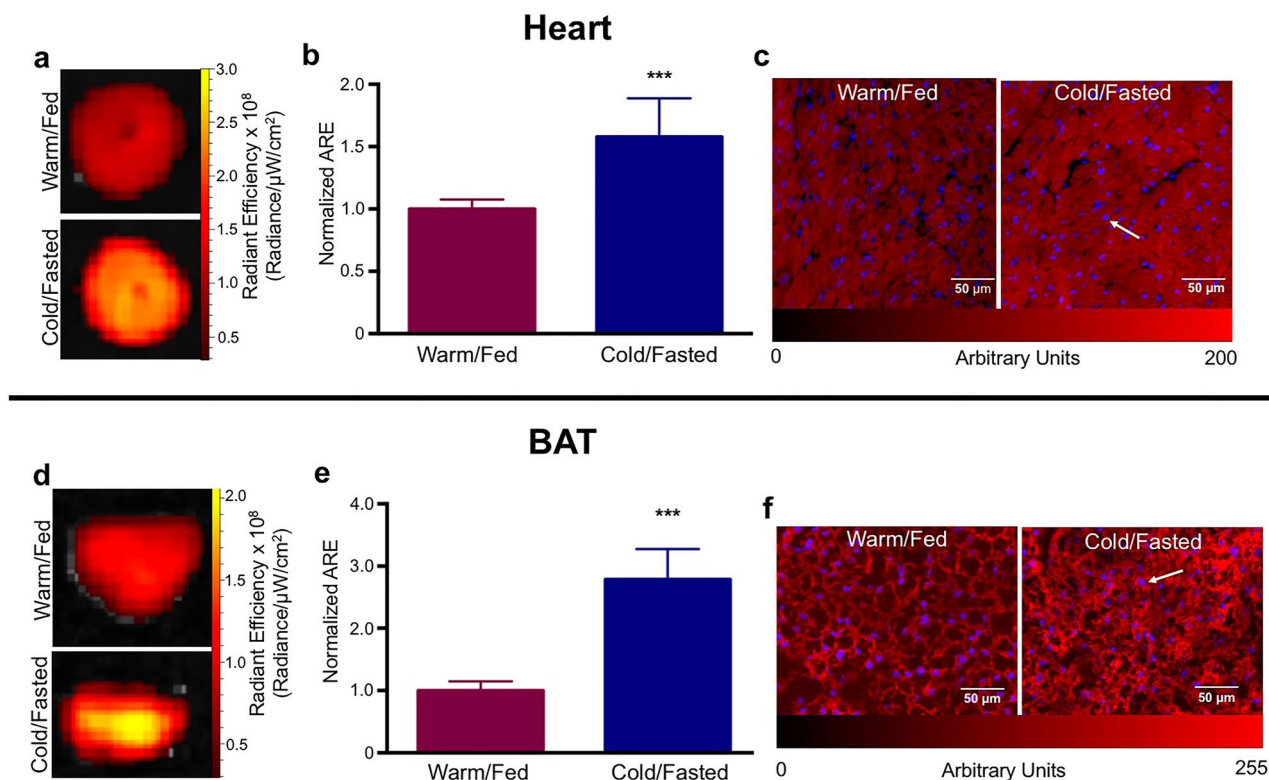 Heart
a
Warm/Fed
Cold/Fasted
3.0
2.5
2.0
1.5
1.0
0.5
Radiant Efficiency x 10⁸
(Radiance/µW/cm²)
b
Normalized ARE
2.0
1.5
1.0
0.5
0
***
Warm/Fed
Cold/Fasted
c
Warm/Fed
Cold/Fasted
50 µm
50 µm
0
Arbitrary Units
200
BAT
d
Warm/Fed
Cold/Fasted
2.0
1.5
1.0
0.5
Radiant Efficiency x 10⁸
(Radiance/µW/cm²)
e
Normalized ARE
4.0
3.0
2.0
1.0
0
***
Warm/Fed
Cold/Fasted
f
Warm/Fed
Cold/Fasted
50 µm
50 µm
0
Arbitrary Units
255